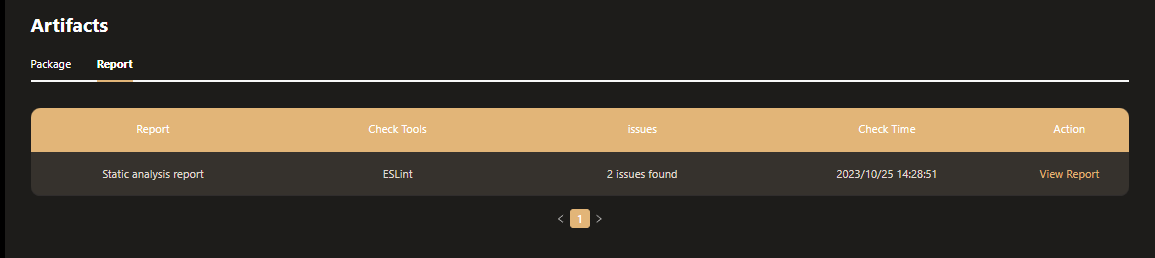 Artifacts
Package Report
Report Check Tools issues Check Time Action
Static analysis report ESLint 2 issues found 2023/10/25 14:28:51 View Report
< 1 >